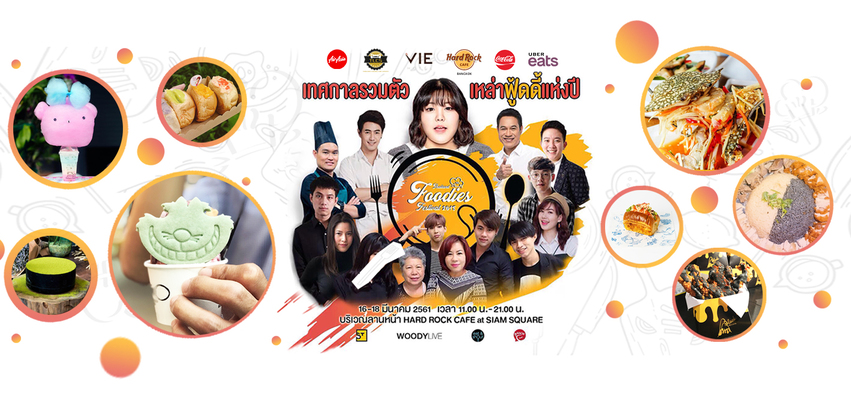 AirAsia
VIE
Hard Rock
CAFE
BANGKOK
Coca-Cola
UBER
eats
เทศกาลรวมตัว เหล่าฟู้ดดี้แห่งปี
Foodies
Festival
16-18 มีนาคม 2561 เวลา 11.00 น.-21.00 น.
บริเวณลานหน้า HARD ROCK CAFE at SIAM SQUARE
WOODYLIVE